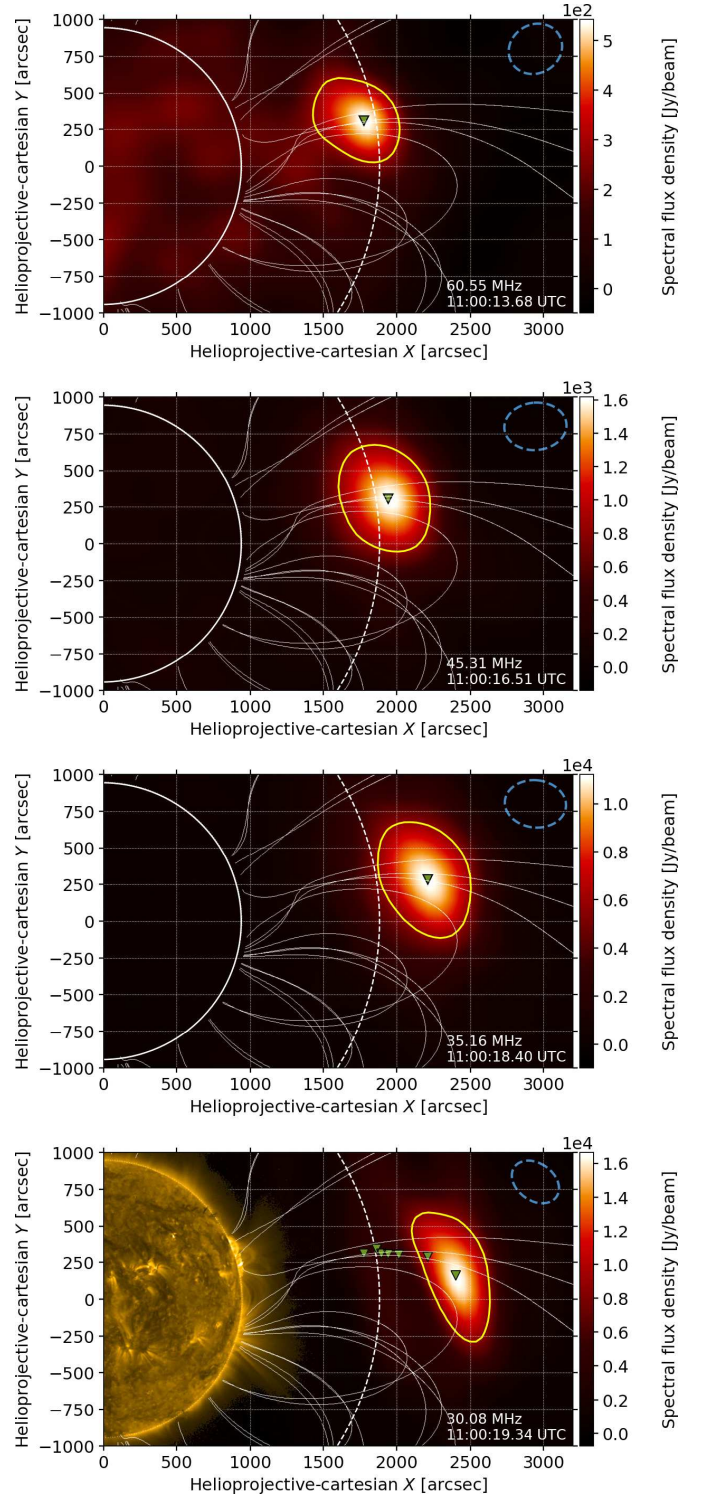 1e2
1000
750
500
250
0
−250
−500
−750
−1000
Helioprojective-cartesian Y [arcsec]
60.55 MHz
11:00:13.68 UTC
0 500 1000 1500 2000 2500 3000
Helioprojective-cartesian X [arcsec]
5
4
3
2
1
0
Spectral flux density [Jy/beam]
1e3
1000
750
500
250
0
−250
−500
−750
−1000
Helioprojective-cartesian Y [arcsec]
45.31 MHz
11:00:16.51 UTC
0 500 1000 1500 2000 2500 3000
Helioprojective-cartesian X [arcsec]
1.6
1.4
1.2
1.0
0.8
0.6
0.4
0.2
0.0
Spectral flux density [Jy/beam]
1e4
1000
750
500
250
0
−250
−500
−750
−1000
Helioprojective-cartesian Y [arcsec]
35.16 MHz
11:00:18.40 UTC
0 500 1000 1500 2000 2500 3000
Helioprojective-cartesian X [arcsec]
1.0
0.8
0.6
0.4
0.2
0.0
Spectral flux density [Jy/beam]
1e4
1000
750
500
250
0
−250
−500
−750
−1000
Helioprojective-cartesian Y [arcsec]
30.08 MHz
11:00:19.34 UTC
0 500 1000 1500 2000 2500 3000
Helioprojective-cartesian X [arcsec]
1.6
1.4
1.2
1.0
0.8
0.6
0.4
0.2
0.0
Spectral flux density [Jy/beam]